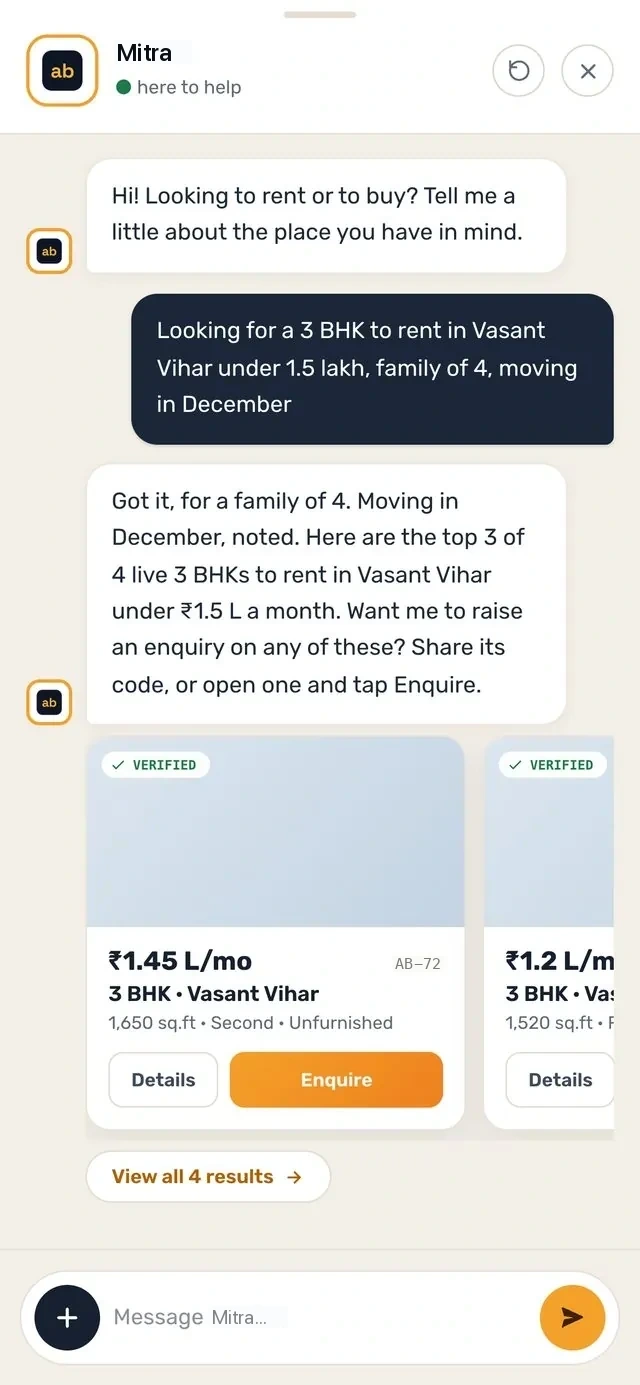 ab
Mitra
here to help
Hi! Looking to rent or to buy? Tell me a
little about the place you have in mind.
ab
Looking for a 3 BHK to rent in Vasant
Vihar under 1.5 lakh, family of 4, moving
in December
Got it, for a family of 4. Moving in
December, noted. Here are the top 3 of
4 live 3 BHKs to rent in Vasant Vihar
under ₹1.5 L a month. Want me to raise
an enquiry on any of these? Share its
code, or open one and tap Enquire.
ab
VERIFIED
₹1.45 L/mo AB–72
3 BHK • Vasant Vihar
1,650 sq.ft • Second • Unfurnished
Details Enquire
VERIFIED
₹1.2 L/m
3 BHK • Vas
1,520 sq.ft •
Details
View all 4 results →
Message Mitra...